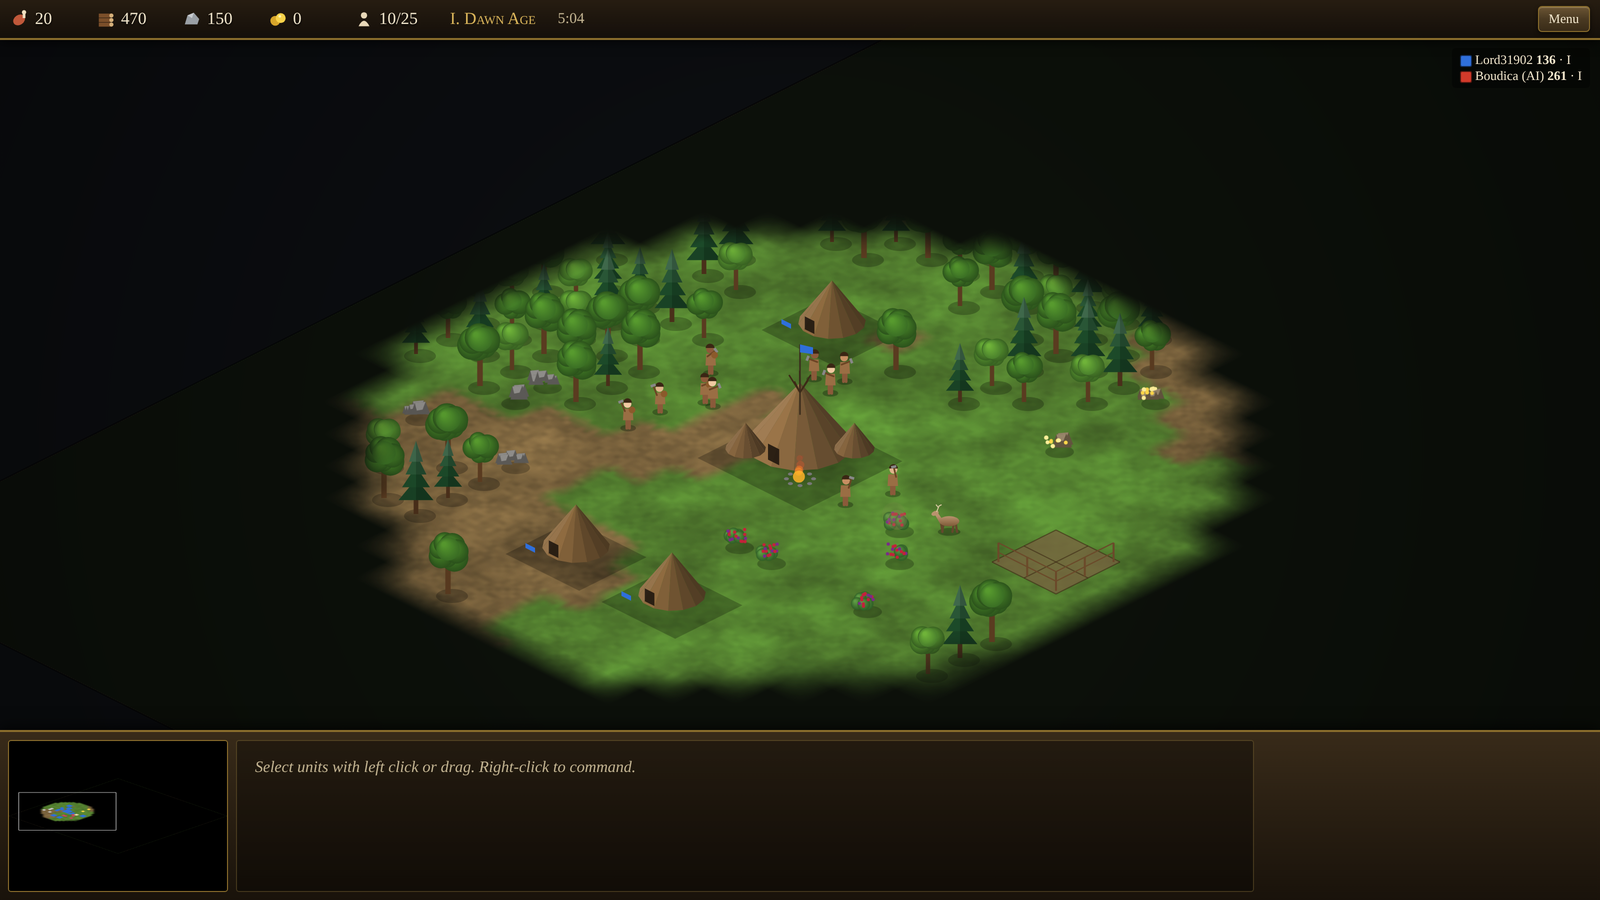 20 470 150 0 10/25 I. Dawn Age 5:04 Menu
Lord31902 136 · I
Boudica (AI) 261 · I
Select units with left click or drag. Right-click to command.